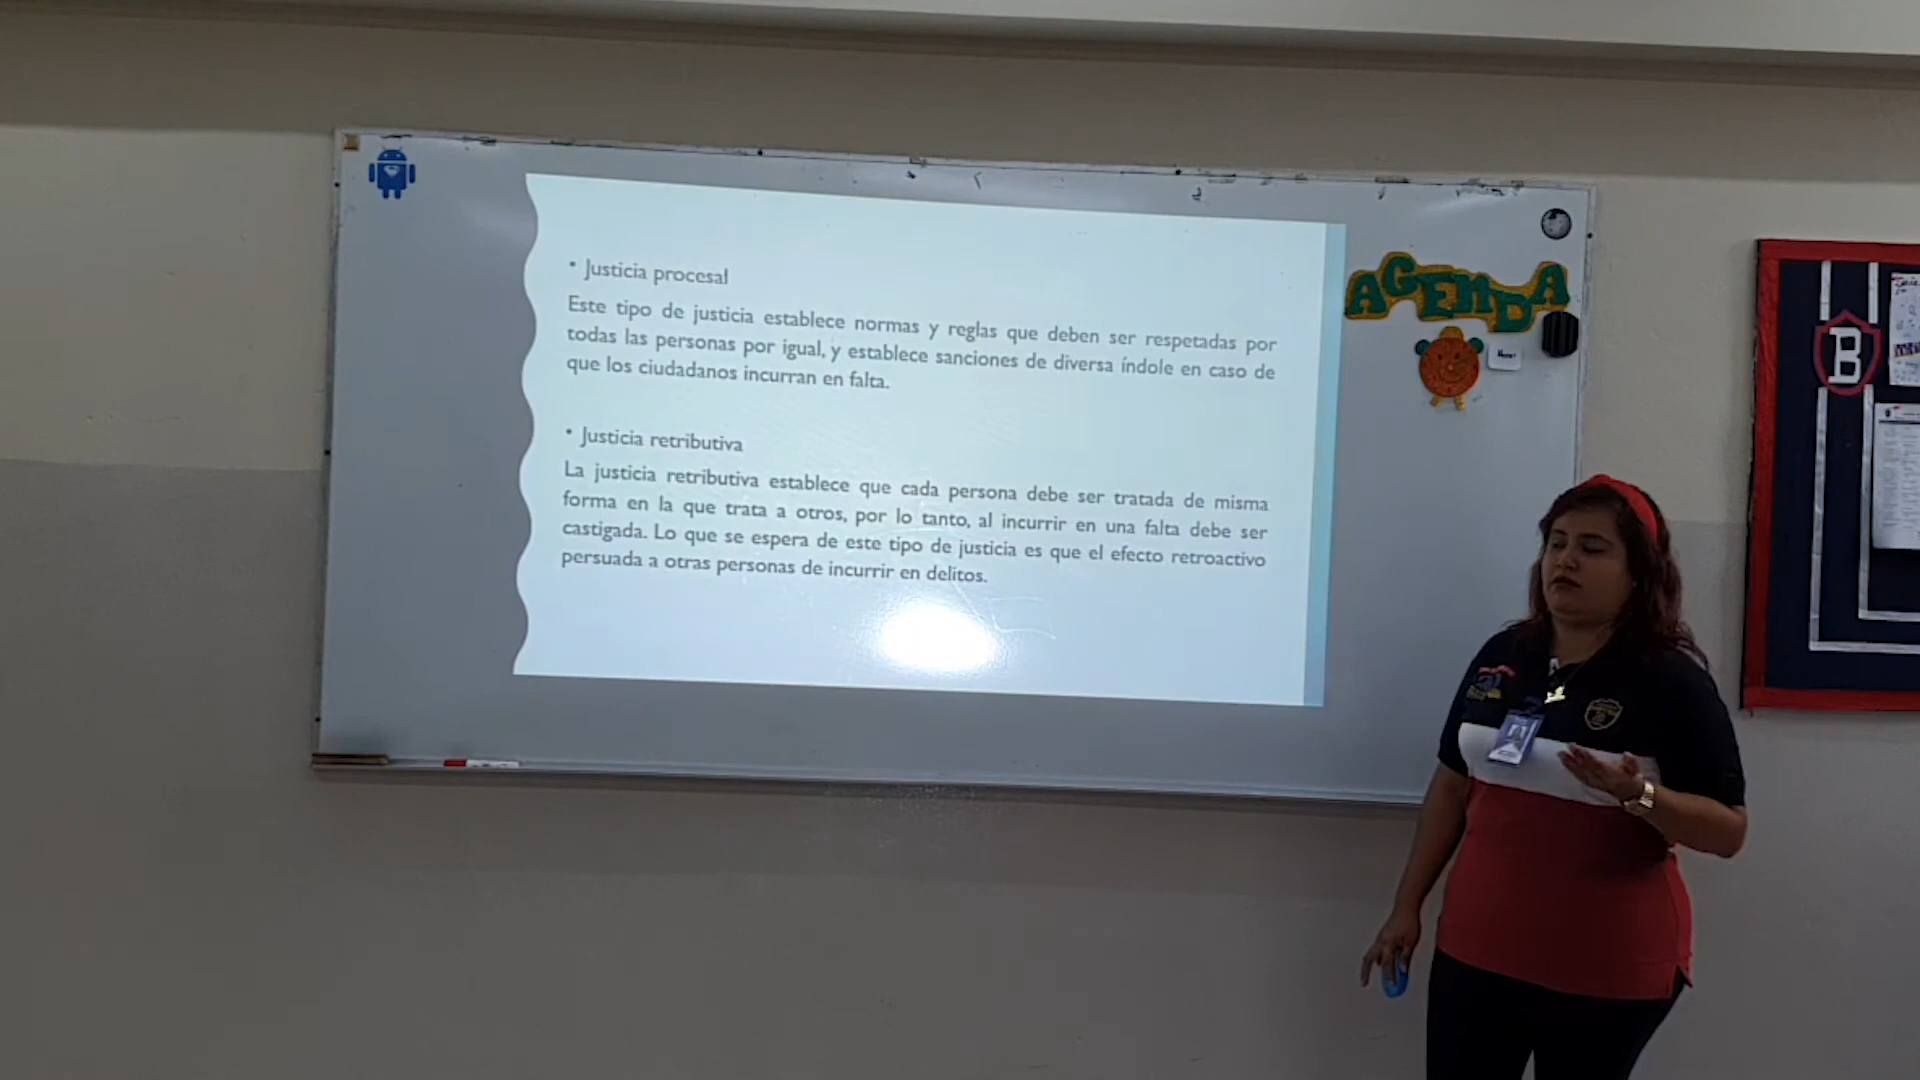 • Justicia procesal
Este tipo de justicia establece normas y reglas que deben ser respetadas por
todas las personas por igual, y establece sanciones de diversa índole en caso de
que los ciudadanos incurran en falta.
• Justicia retributiva
La justicia retributiva establece que cada persona debe ser tratada de misma
forma en la que trata a otros, por lo tanto, al incurrir en una falta debe ser
castigada. Lo que se espera de este tipo de justicia es que el efecto retroactivo
persuada a otras personas de incurrir en delitos.
AGENDA
B